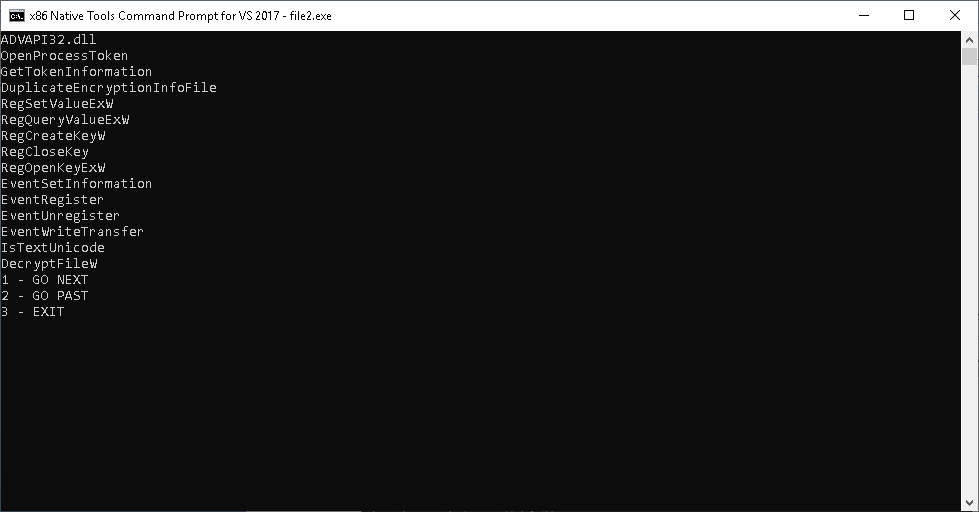 x86 Native Tools Command Prompt for VS 2017 - file2.exe
ADVAPI32.dll
OpenProcessToken
GetTokenInformation
DuplicateEncryptionInfoFile
RegSetValueExW
RegQueryValueExW
RegCreateKeyW
RegCloseKey
RegOpenKeyExW
EventSetInformation
EventRegister
EventUnregister
EventWriteTransfer
IsTextUnicode
DecryptFileW
1 - GO NEXT
2 - GO PAST
3 - EXIT